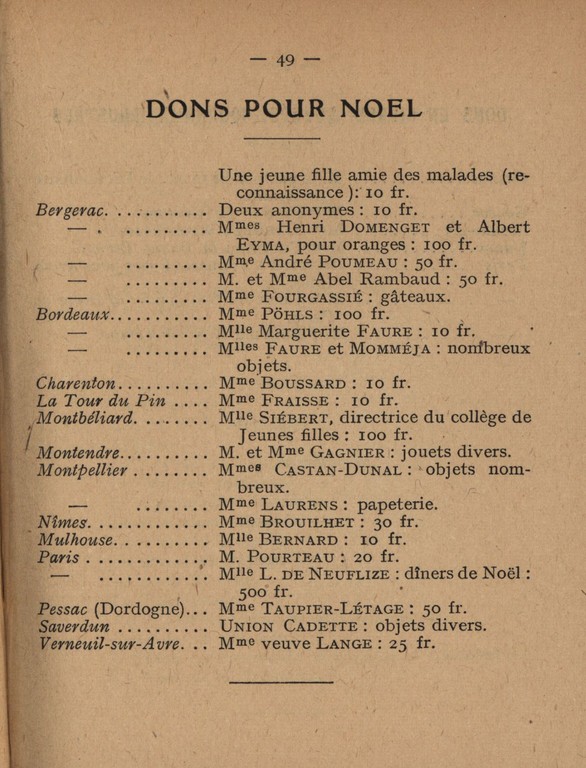 — 49 —
DONS POUR NOEL
Une jeune fille amie des malades (re-
connaissance): 10 fr.
Bergerac. . . . . . . . . . . Deux anonymes : 10 fr.
— . . . . . . . . . . Mmes Henri DOMENGET et Albert
EYMA, pour oranges : 100 fr.
— . . . . . . . . . Mme André POUMEAU : 50 fr.
— . . . . . . . . . M. et Mme Abel Rambaud : 50 fr.
— . . . . . . . . . Mme FOURGASSIÉ : gâteaux.
Bordeaux. . . . . . . . . . . Mme PÖHLS : 100 fr.
— . . . . . . . . . Mlle Marguerite FAURE : 10 fr.
— . . . . . . . . . Mlles FAURE et MOMMÉJA : nombreux
objets.
Charenton. . . . . . . . . . Mme BOUSSARD : 10 fr.
La Tour du Pin . . . . Mme FRAISSE : 10 fr.
Montbéliard. . . . . . . . Mlle SIÉBERT, directrice du collège de
Jeunes filles : 100 fr.
Montendre. . . . . . . . . . M. et Mme GAGNIER : jouets divers.
Montpellier . . . . . . . . Mmes CASTAN-DUNAL : objets nom-
breux.
— . . . . . . . . Mme LAURENS : papeterie.
Nîmes. . . . . . . . . . . . . Mme BROUILHET : 30 fr.
Mulhouse. . . . . . . . . . Mlle BERNARD : 10 fr.
Paris . . . . . . . . . . . . . M. POURTEAU : 20 fr.
— . . . . . . . . . . . . Mlle L. DE NEUFLIZE : dîners de Noël :
500 fr.
Pessac (Dordogne). . . Mme TAUPIER-LÉTAGE : 50 fr.
Saverdun . . . . . . . . . . UNION CADETTE : objets divers.
Verneuil-sur-Avre. . . Mme veuve LANGE : 25 fr.